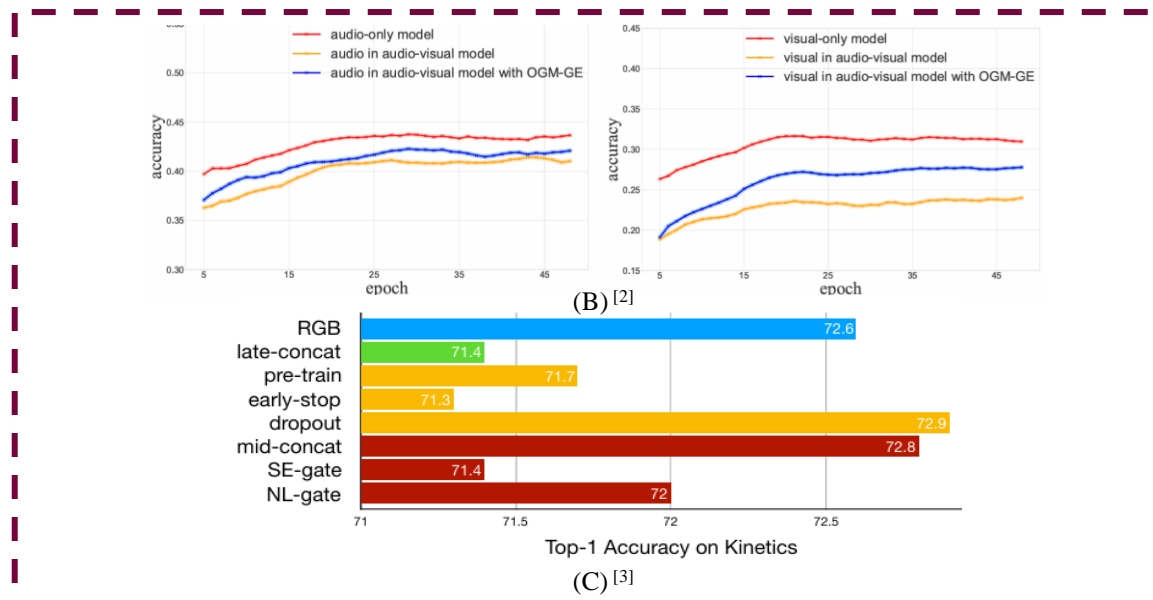 0.55
audio-only model
audio in audio-visual model
audio in audio-visual model with OGM-GE
0.50
0.45
0.40
0.35
0.30
accuracy
5 15 25 35 45
epoch
0.45
visual-only model
visual in audio-visual model
visual in audio-visual model with OGM-GE
0.40
0.35
0.30
0.25
0.20
0.15
accuracy
5 15 25 35 45
epoch
(B) [2]
RGB 72.6
late-concat 71.4
pre-train 71.7
early-stop 71.3
dropout 72.9
mid-concat 72.8
SE-gate 71.4
NL-gate 72
71 71.5 72 72.5
Top-1 Accuracy on Kinetics
(C) [3]